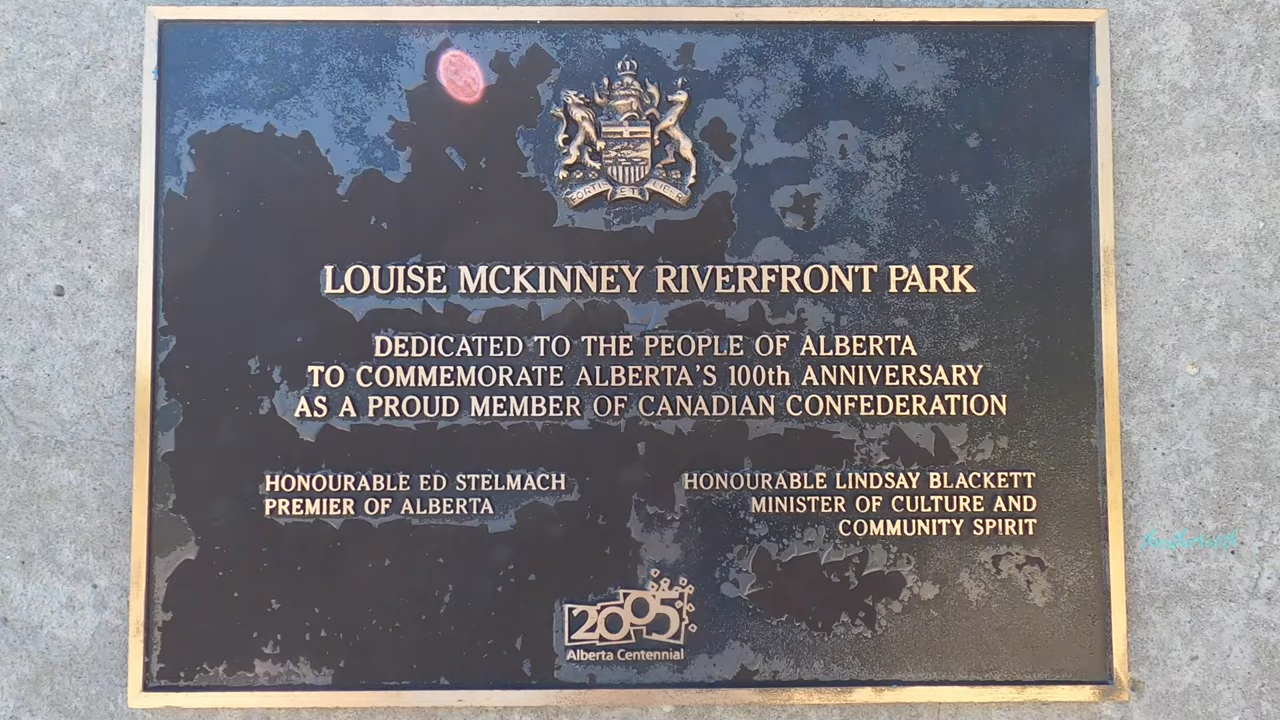 FORTIS ET LIBER
LOUISE MCKINNEY RIVERFRONT PARK
DEDICATED TO THE PEOPLE OF ALBERTA
TO COMMEMORATE ALBERTA'S 100th ANNIVERSARY
AS A PROUD MEMBER OF CANADIAN CONFEDERATION
HONOURABLE ED STELMACH
PREMIER OF ALBERTA
HONOURABLE LINDSAY BLACKETT
MINISTER OF CULTURE AND
COMMUNITY SPIRIT
2005
Alberta Centennial